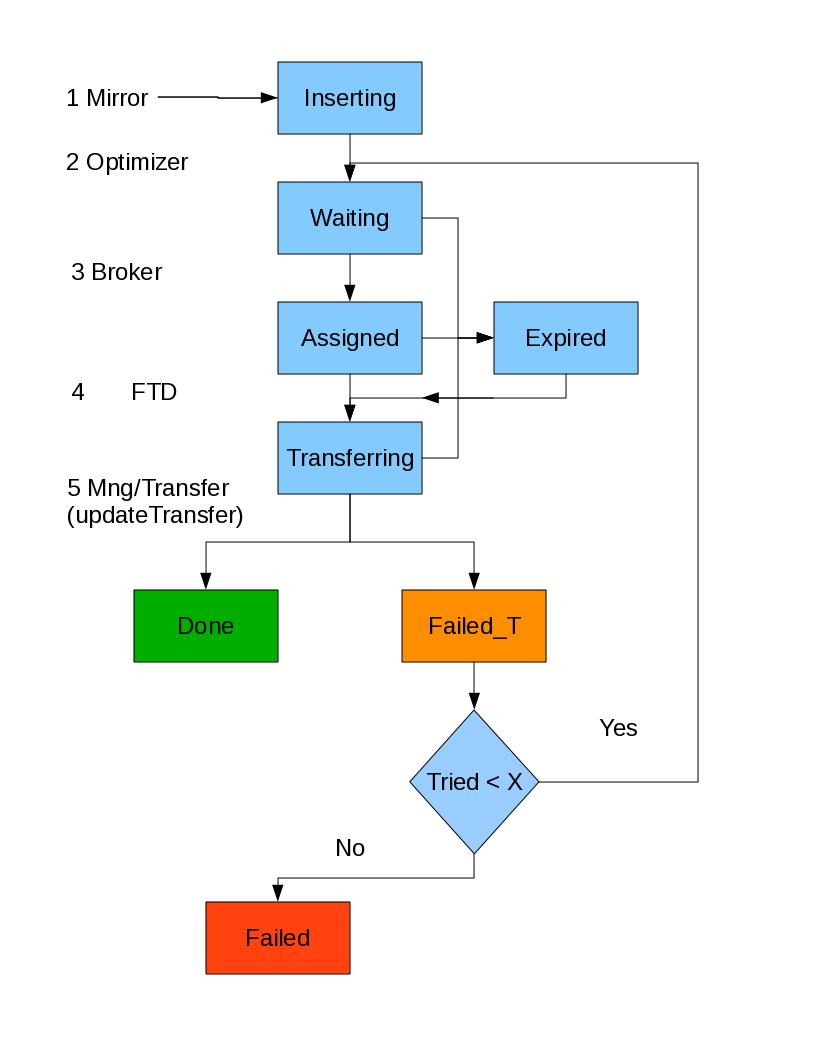 1 Mirror
Inserting
2 Optimizer
Waiting
3 Broker
Assigned
Expired
4 FTD
Transferring
5 Mng/Transfer
(updateTransfer)
Done
Failed_T
Yes
Tried < X
No
Failed